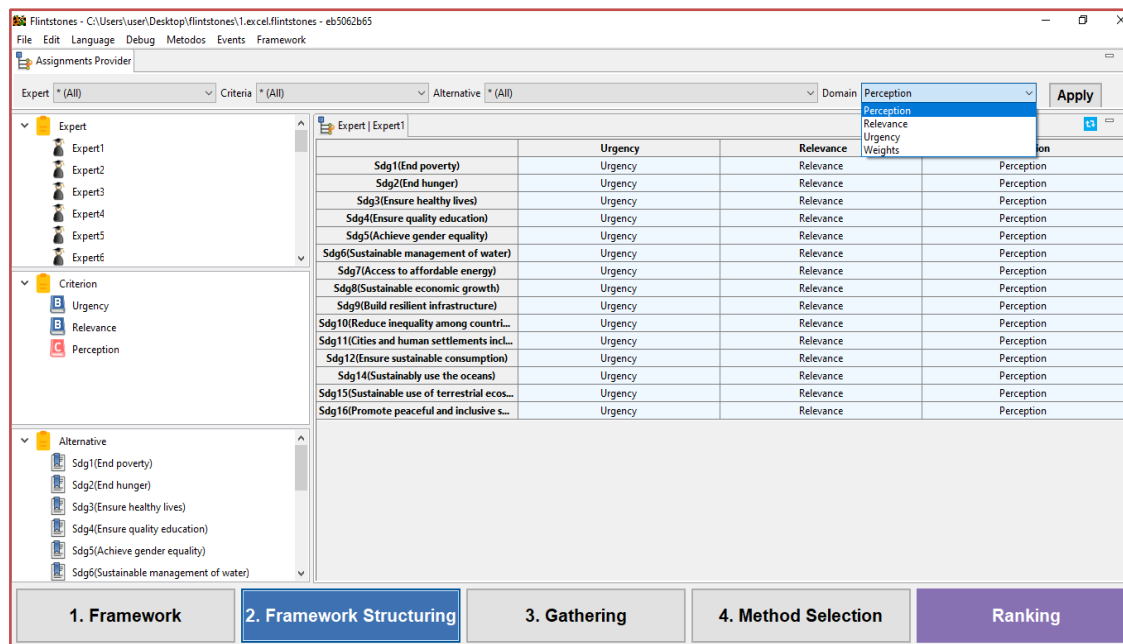 Flintstones - C:\Users\user\Desktop\flintstones\1.excel.flintstones - eb5062b65
File Edit Language Debug Metodos Events Framework
Assignments Provider
Expert * (All) Criteria * (All) Alternative * (All) Domain Perception Apply
Perception
Relevance
Urgency
Weights
Expert
Expert1
Expert2
Expert3
Expert4
Expert5
Expert6
Criterion
B Urgency
B Relevance
C Perception
Alternative
Sdg1(End poverty)
Sdg2(End hunger)
Sdg3(Ensure healthy lives)
Sdg4(Ensure quality education)
Sdg5(Achieve gender equality)
Sdg6(Sustainable management of water)
Expert | Expert1
Urgency Relevance ion
Sdg1(End poverty) Urgency Relevance Perception
Sdg2(End hunger) Urgency Relevance Perception
Sdg3(Ensure healthy lives) Urgency Relevance Perception
Sdg4(Ensure quality education) Urgency Relevance Perception
Sdg5(Achieve gender equality) Urgency Relevance Perception
Sdg6(Sustainable management of water) Urgency Relevance Perception
Sdg7(Access to affordable energy) Urgency Relevance Perception
Sdg8(Sustainable economic growth) Urgency Relevance Perception
Sdg9(Build resilient infrastructure) Urgency Relevance Perception
Sdg10(Reduce inequality among countri... Urgency Relevance Perception
Sdg11(Cities and human settlements incl... Urgency Relevance Perception
Sdg12(Ensure sustainable consumption) Urgency Relevance Perception
Sdg14(Sustainably use the oceans) Urgency Relevance Perception
Sdg15(Sustainable use of terrestrial ecos... Urgency Relevance Perception
Sdg16(Promote peaceful and inclusive s... Urgency Relevance Perception
1. Framework 2. Framework Structuring 3. Gathering 4. Method Selection Ranking